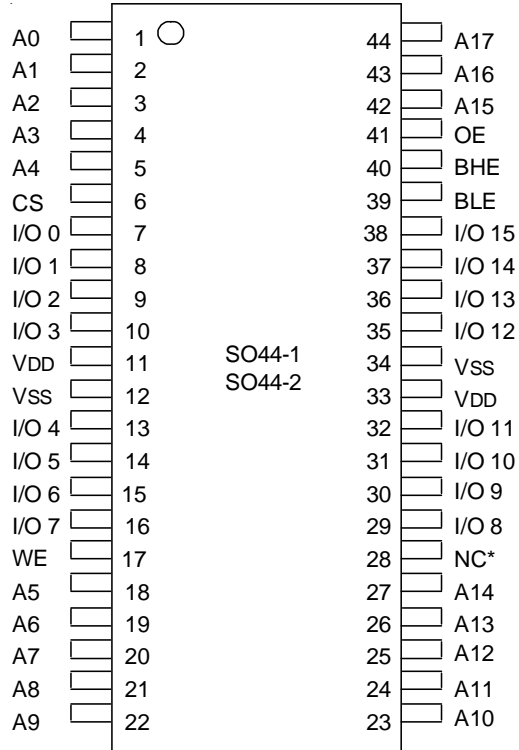 A0 1 44 A17
A1 2 43 A16
A2 3 42 A15
A3 4 41 OE
A4 5 40 BHE
CS 6 39 BLE
I/O 0 7 38 I/O 15
I/O 1 8 37 I/O 14
I/O 2 9 36 I/O 13
I/O 3 10 35 I/O 12
VDD 11 SO44-1 34 VSS
VSS 12 SO44-2 33 VDD
I/O 4 13 32 I/O 11
I/O 5 14 31 I/O 10
I/O 6 15 30 I/O 9
I/O 7 16 29 I/O 8
WE 17 28 NC*
A5 18 27 A14
A6 19 26 A13
A7 20 25 A12
A8 21 24 A11
A9 22 23 A10